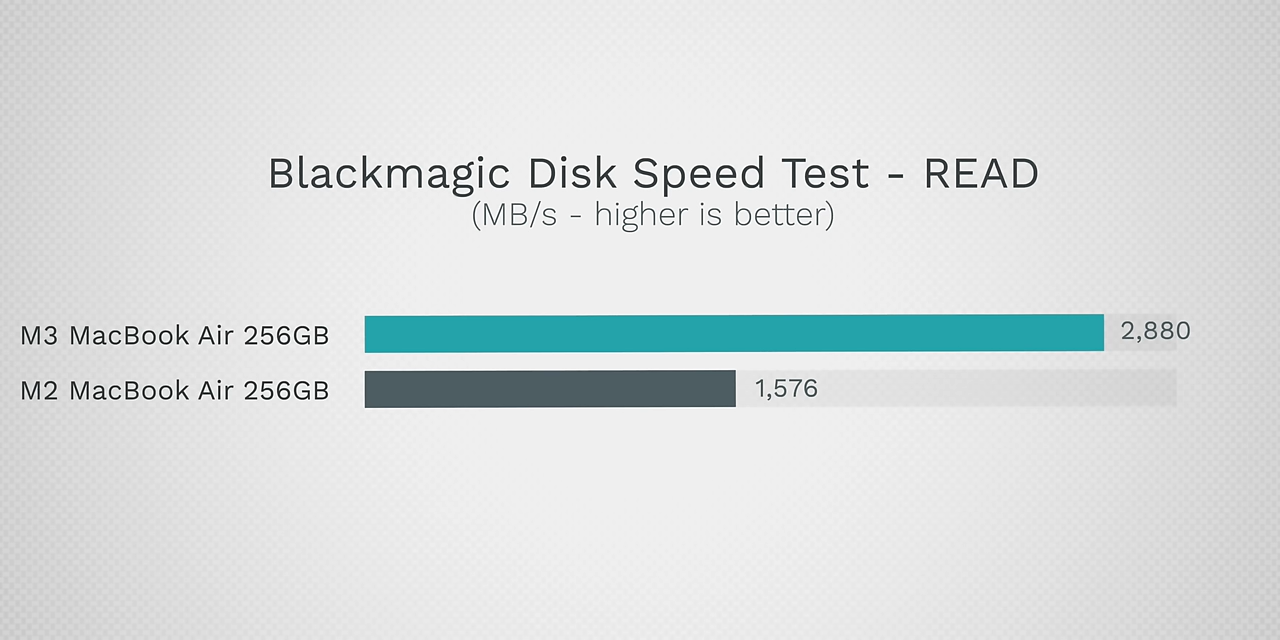 Blackmagic Disk Speed Test - READ
(MB/s - higher is better)
M3 MacBook Air 256GB 2,880
M2 MacBook Air 256GB 1,576